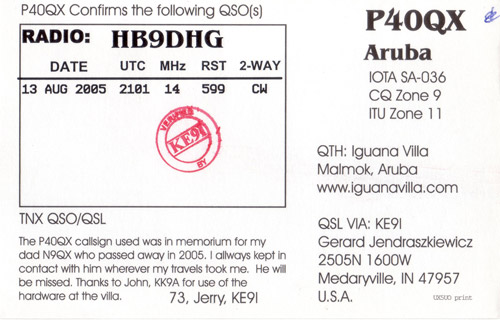 P40QX Confirms the following QSO(s)
RADIO: HB9DHG
DATE UTC MHz RST 2-WAY
13 AUG 2005 2101 14 599 CW
VERIFIED
KE9I
BY
TNX QSO/QSL
The P40QX callsign used was in memorium for my
dad N9QX who passed away in 2005. I allways kept in
contact with him wherever my travels took me. He will
be missed. Thanks to John, KK9A for use of the
hardware at the villa. 73, Jerry, KE9I
P40QX
Aruba
IOTA SA-036
CQ Zone 9
ITU Zone 11
QTH: Iguana Villa
Malmok, Aruba
www.iguanavilla.com
QSL VIA: KE9I
Gerard Jendraszkiewicz
2505N 1600W
Medaryville, IN 47957
U.S.A.
UX5UO print